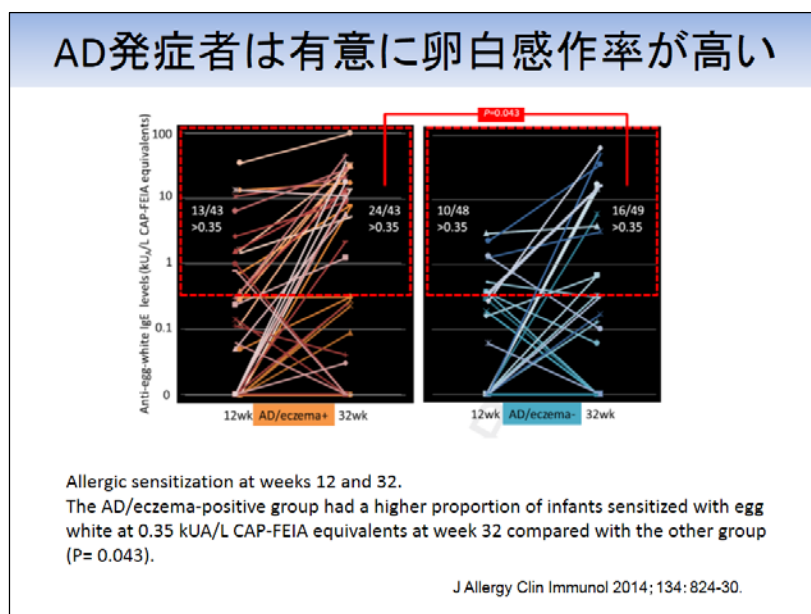 AD発症者は有意に卵白感作率が高い
P=0.043
Anti-egg-white IgE levels (kUA/L CAP-FEIA equivalents)
100
10
1
0.1
0
13/43
>0.35
24/43
>0.35
10/48
>0.35
16/49
>0.35
12wk AD/eczema+ 32wk
12wk AD/eczema- 32wk
Allergic sensitization at weeks 12 and 32.
The AD/eczema-positive group had a higher proportion of infants sensitized with egg
white at 0.35 kUA/L CAP-FEIA equivalents at week 32 compared with the other group
(P= 0.043).
J Allergy Clin Immunol 2014; 134: 824-30.